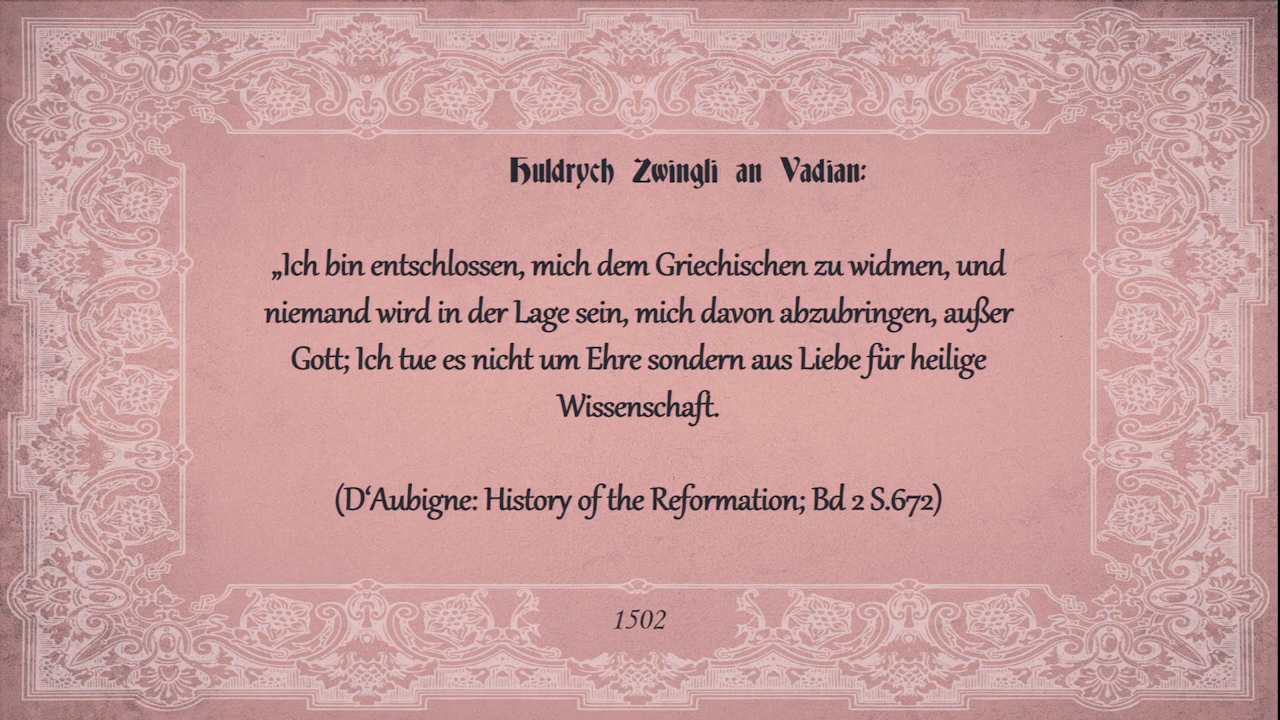 Huldrych Zwingli an Vadian:
„Ich bin entschlossen, mich dem Griechischen zu widmen, und
niemand wird in der Lage sein, mich davon abzubringen, außer
Gott; Ich tue es nicht um Ehre sondern aus Liebe für heilige
Wissenschaft.
(D‘Aubigne: History of the Reformation; Bd 2 S.672)
1502